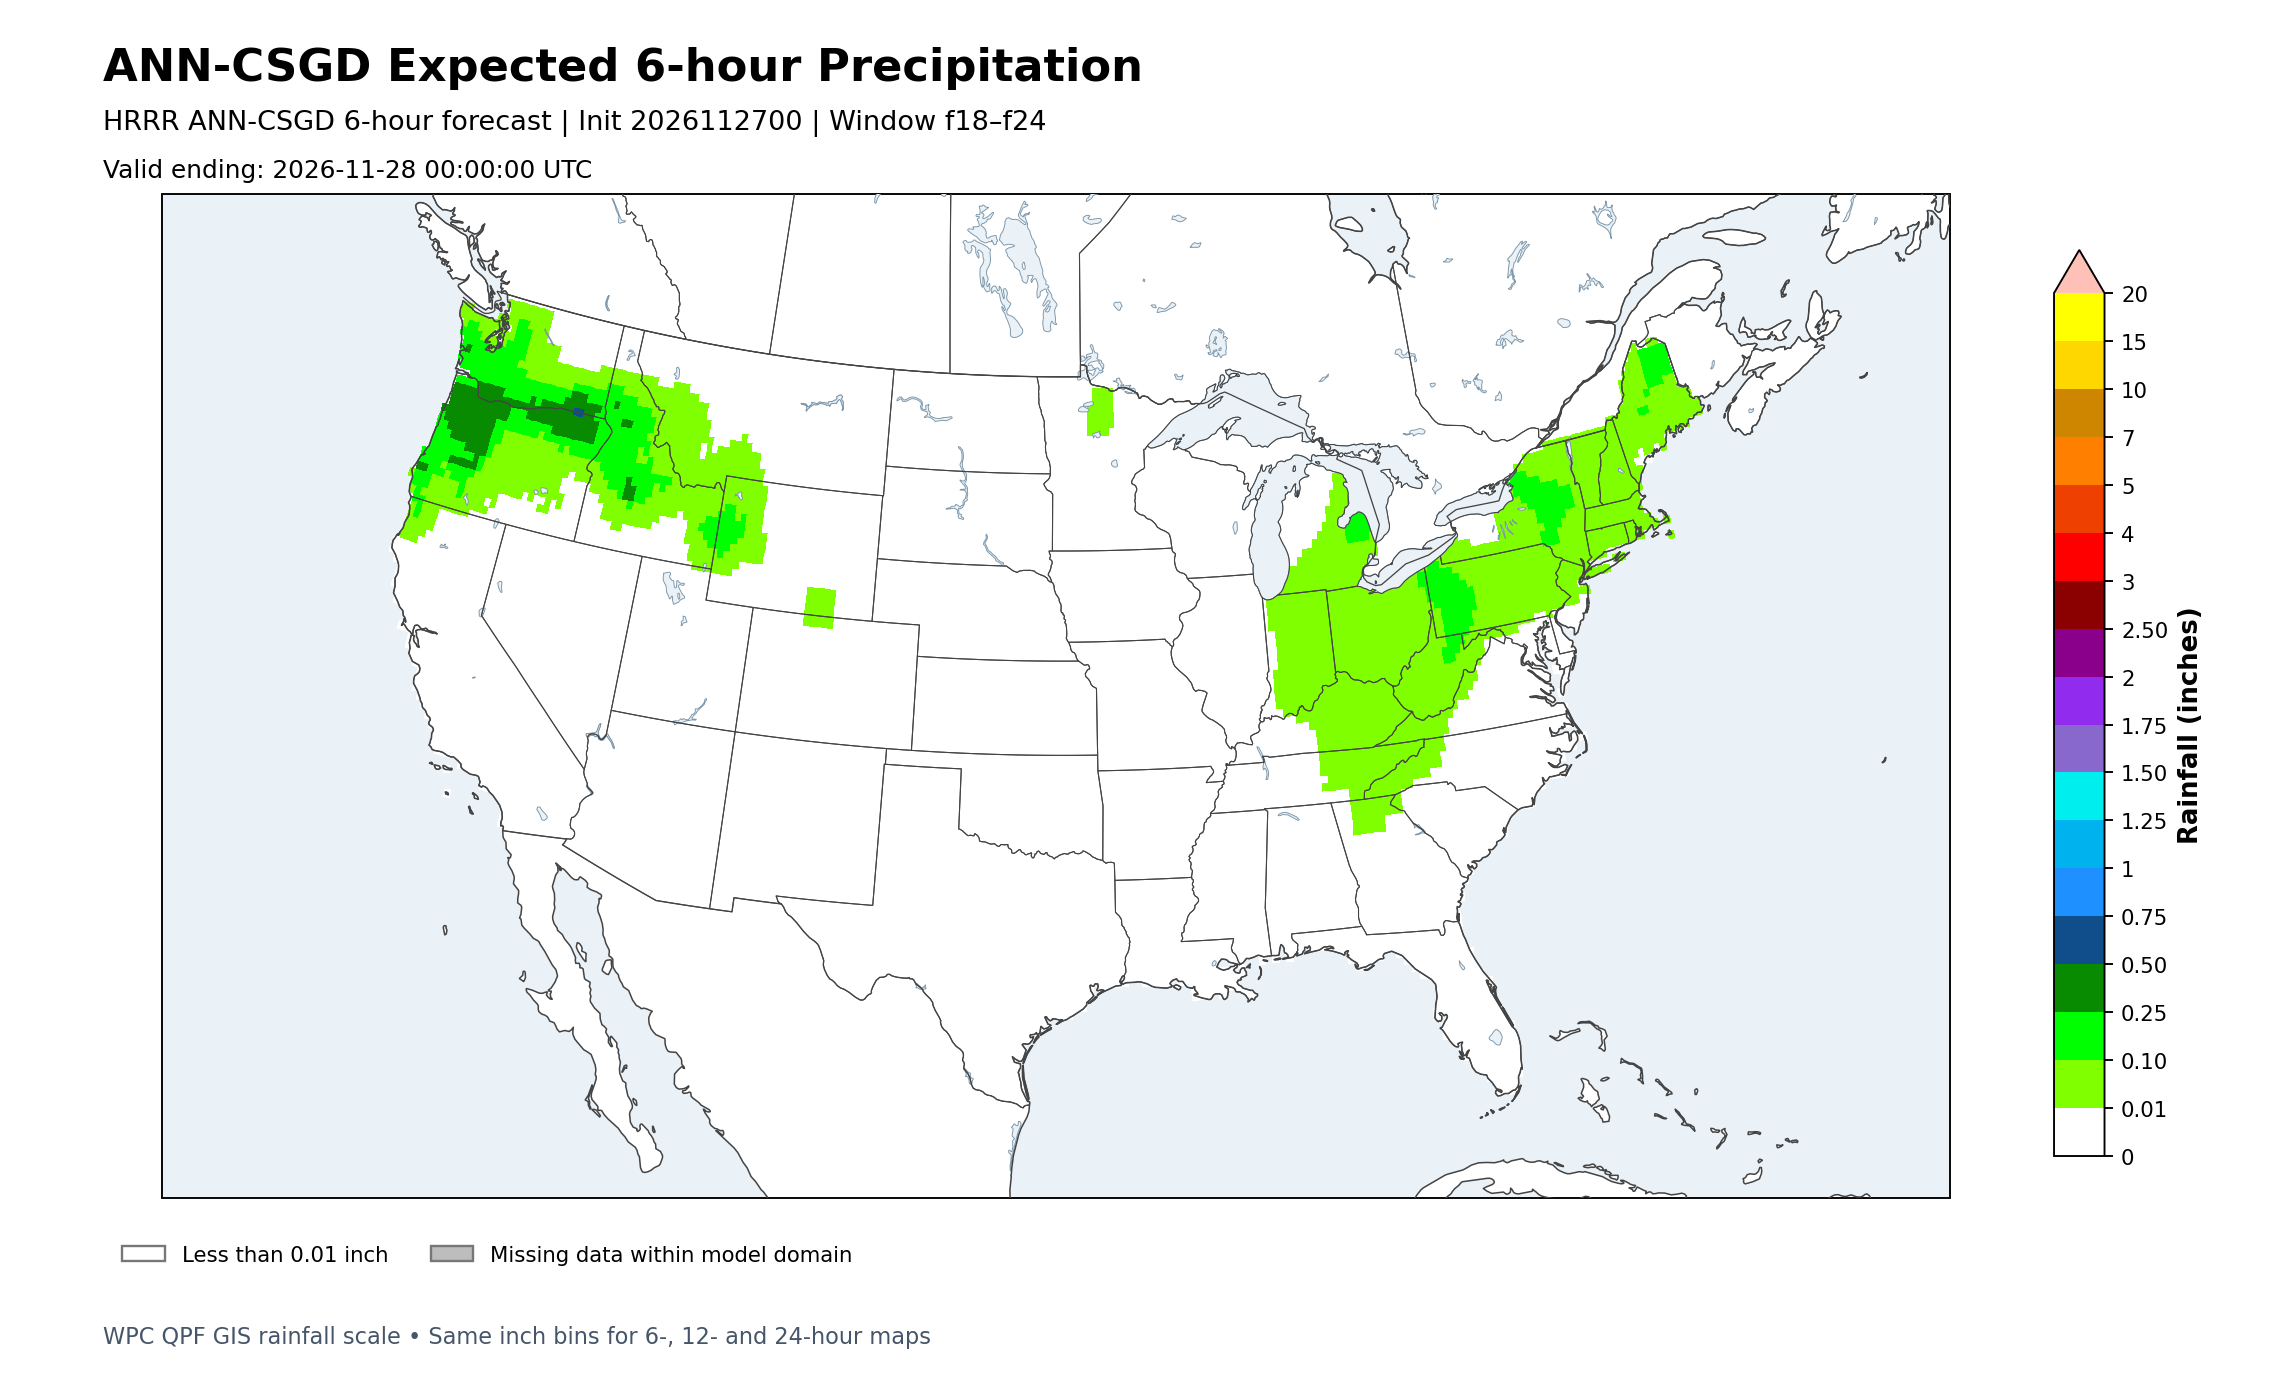 ANN-CSGD Expected 6-hour Precipitation
HRRR ANN-CSGD 6-hour forecast | Init 2026112700 | Window f18–f24
Valid ending: 2026-11-28 00:00:00 UTC
20
15
10
7
5
4
3
2.50
2
1.75
1.50
1.25
1
0.75
0.50
0.25
0.10
0.01
0
Rainfall (inches)
Less than 0.01 inch
Missing data within model domain
WPC QPF GIS rainfall scale • Same inch bins for 6-, 12- and 24-hour maps